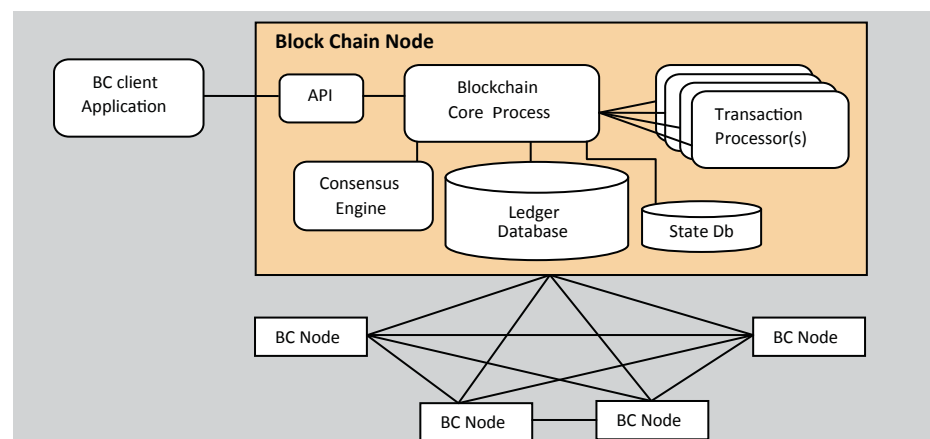 Block Chain Node
BC client
Application
API
Blockchain
Core Process
Transaction
Processor(s)
Consensus
Engine
Ledger
Database
State Db
BC Node
BC Node
BC Node
BC Node